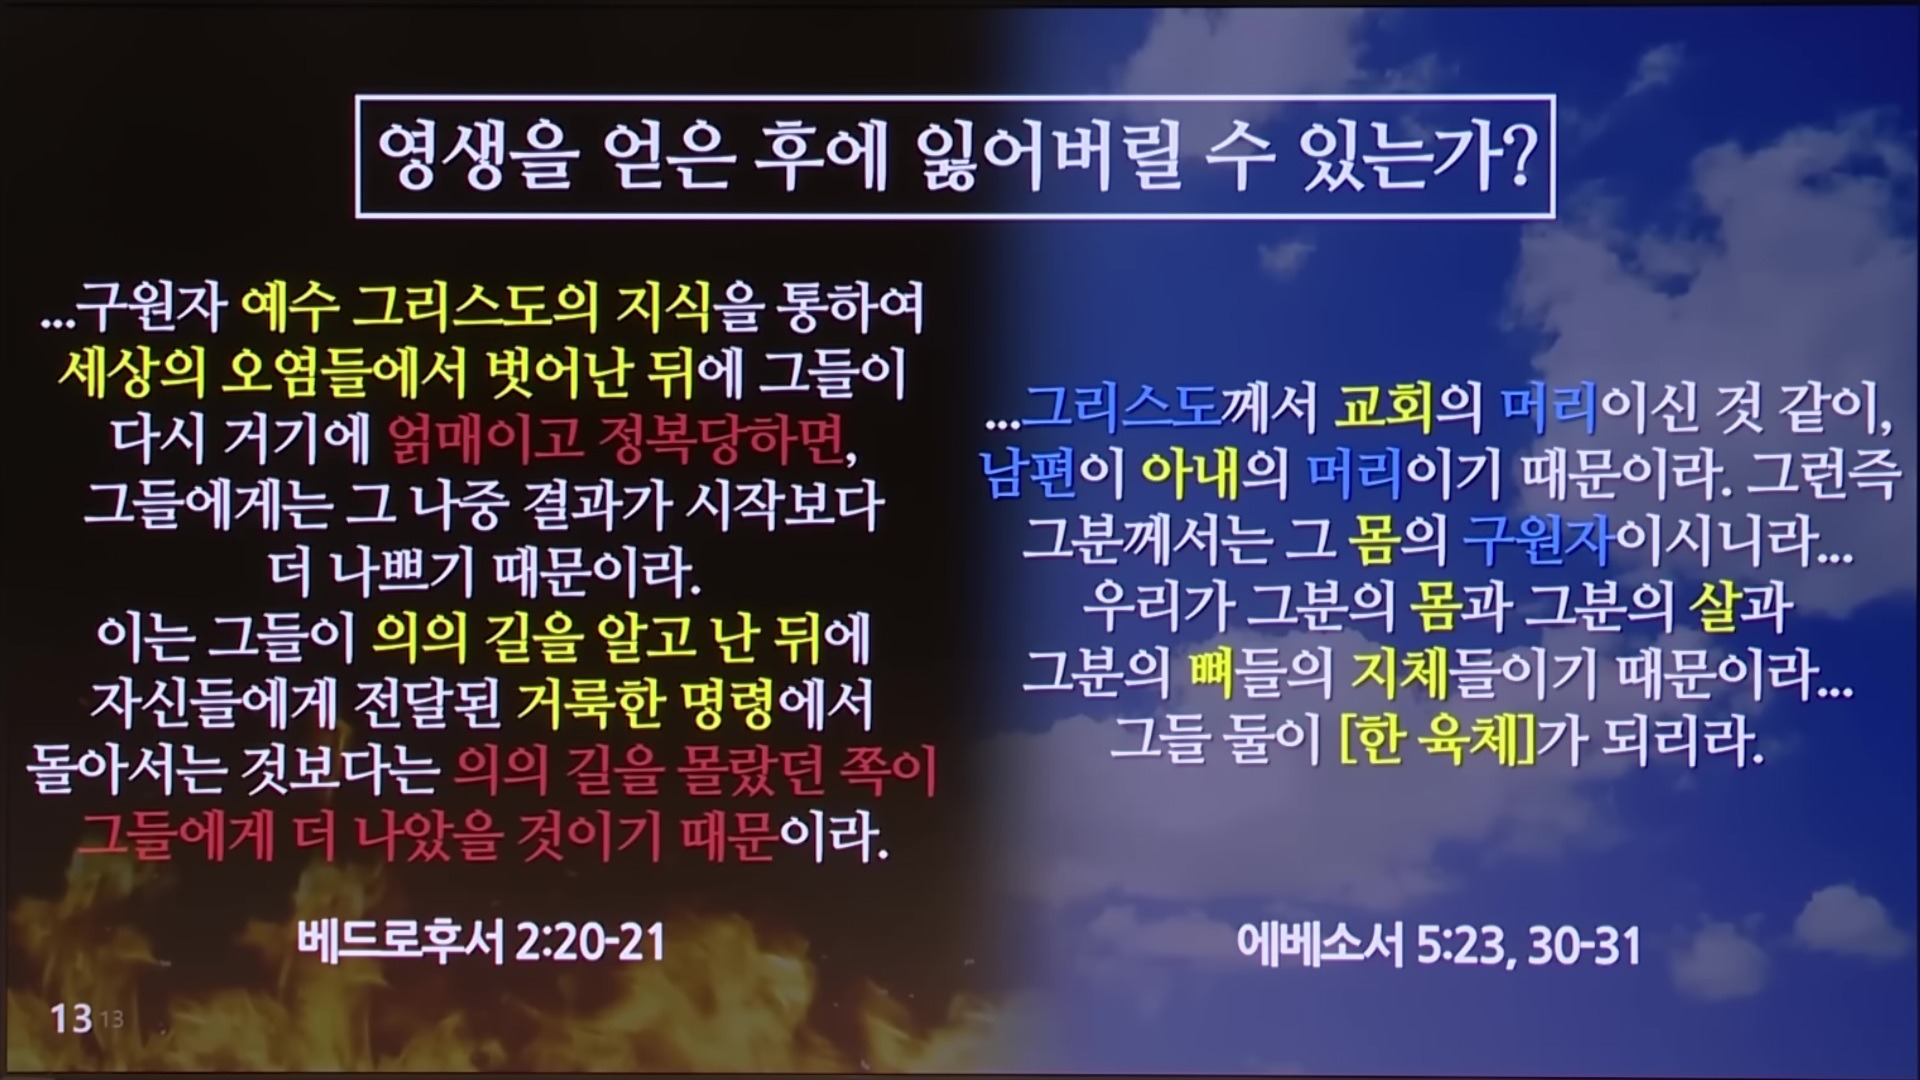 영생을 얻은 후에 잃어버릴 수 있는가?
...구원자 예수 그리스도의 지식을 통하여
세상의 오염들에서 벗어난 뒤에 그들이
다시 거기에 얽매이고 정복당하면,
그들에게는 그 나중 결과가 시작보다
더 나쁘기 때문이라.
이는 그들이 의의 길을 알고 난 뒤에
자신들에게 전달된 거룩한 명령에서
돌아서는 것보다는 의의 길을 몰랐던 쪽이
그들에게 더 나았을 것이기 때문이라.
베드로후서 2:20-21
...그리스도께서 교회의 머리이신 것 같이,
남편이 아내의 머리이기 때문이라. 그런즉
그분께서는 그 몸의 구원자이시니라...
우리가 그분의 몸과 그분의 살과
그분의 뼈들의 지체들이기 때문이라...
그들 둘이 [한 육체]가 되리라.
에베소서 5:23, 30-31
13 13